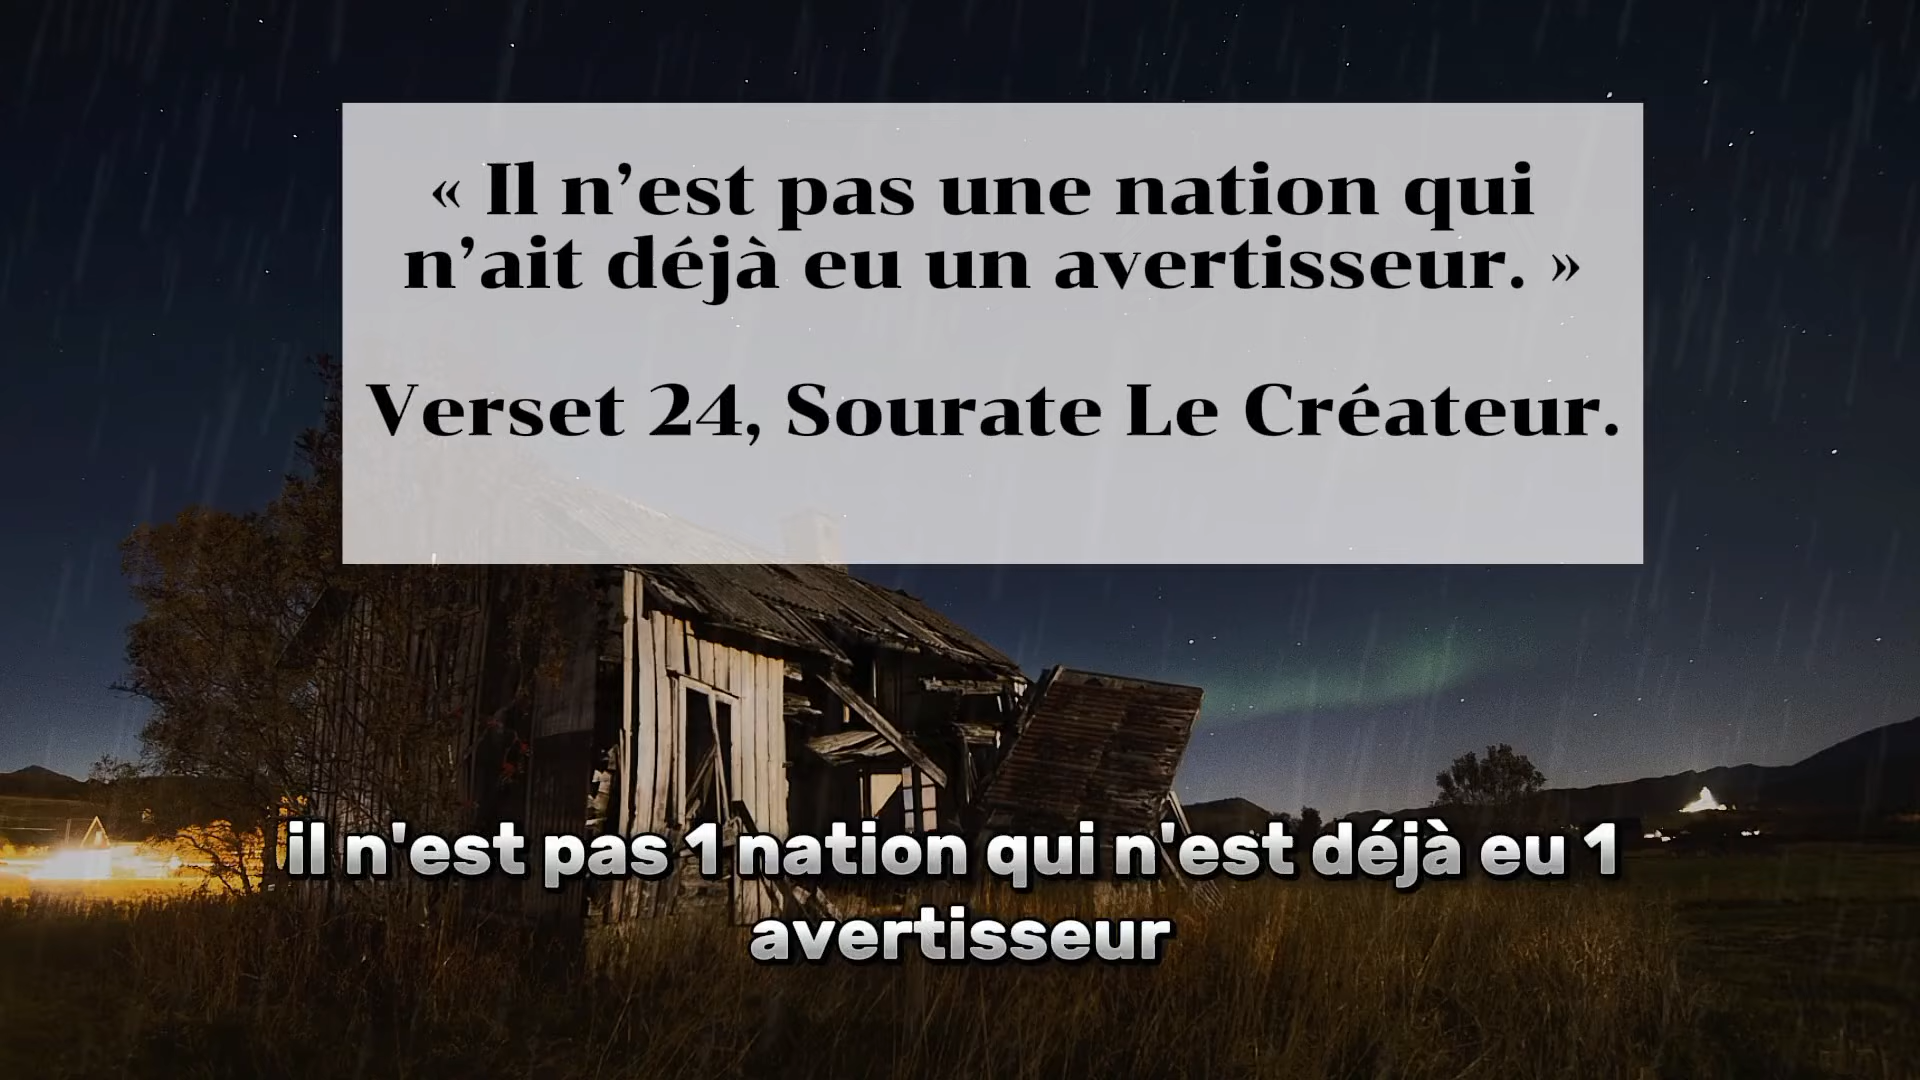 « Il n’est pas une nation qui
n’ait déjà eu un avertisseur. »
Verset 24, Sourate Le Créateur.
il n'est pas 1 nation qui n'est déjà eu 1
avertisseur